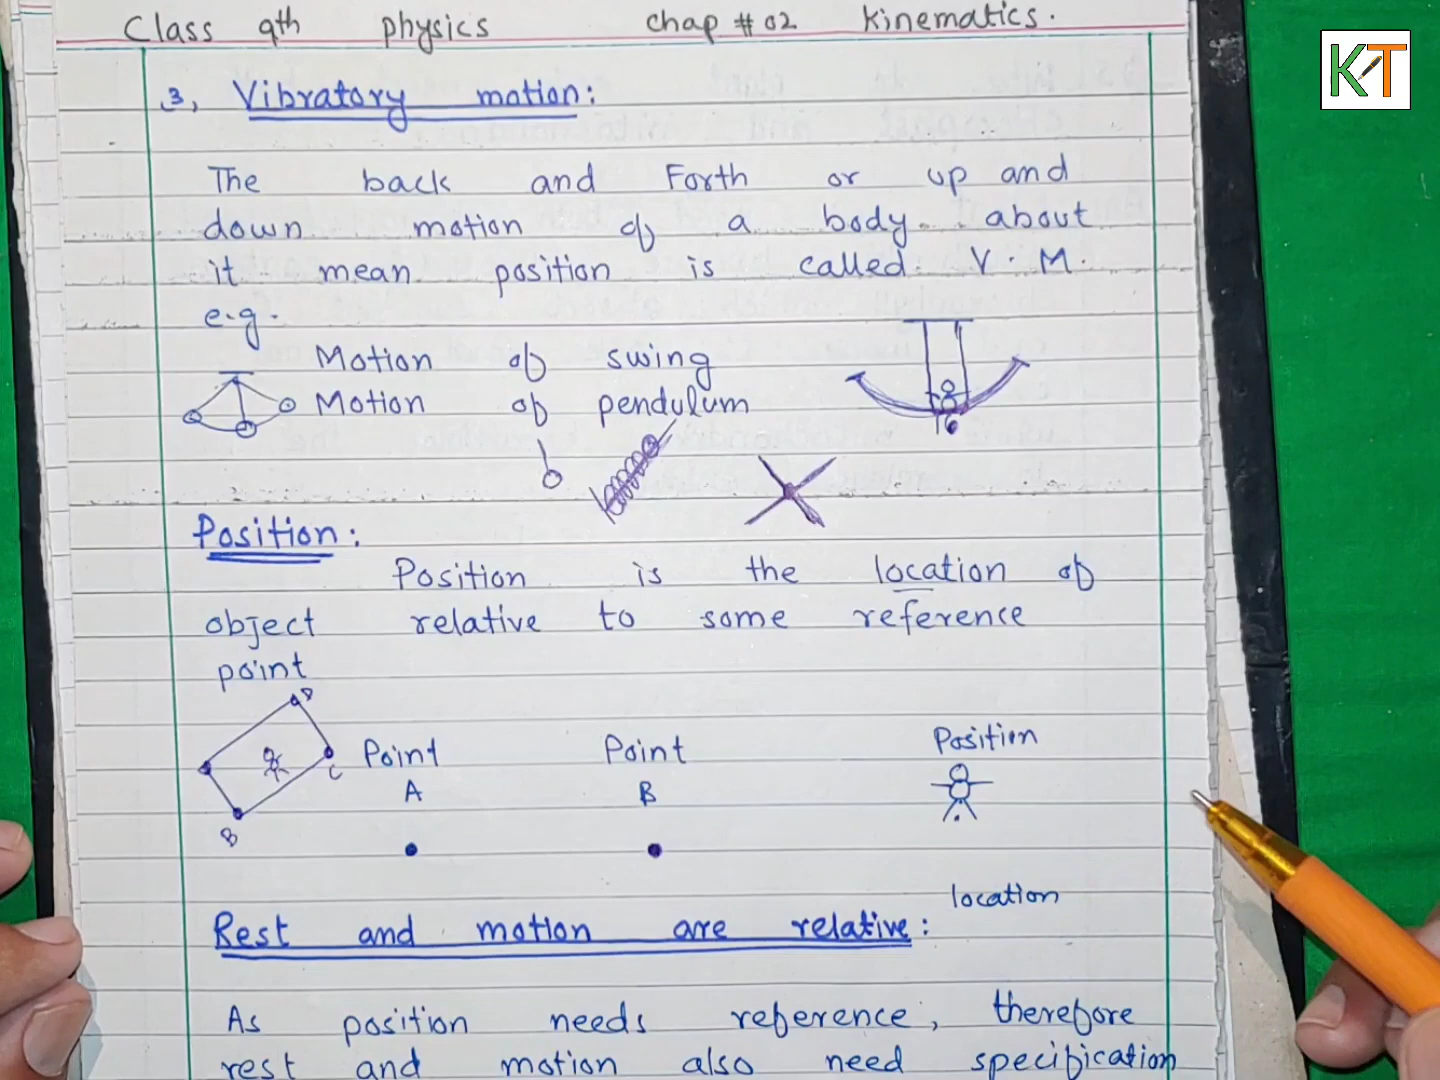 Class 9th physics chap # 02 Kinematics.
KT
3, Vibratory motion:
The back and Forth or up and
down motion of a body about
it mean position is called V.M.
e.g.
Motion of swing
Motion of pendulum
Position:
Position is the location of
object relative to some reference
point
D
C
B
Point Point Position
A B
location
Rest and motion are relative:
As position needs reference, therefore
rest and motion also need specification